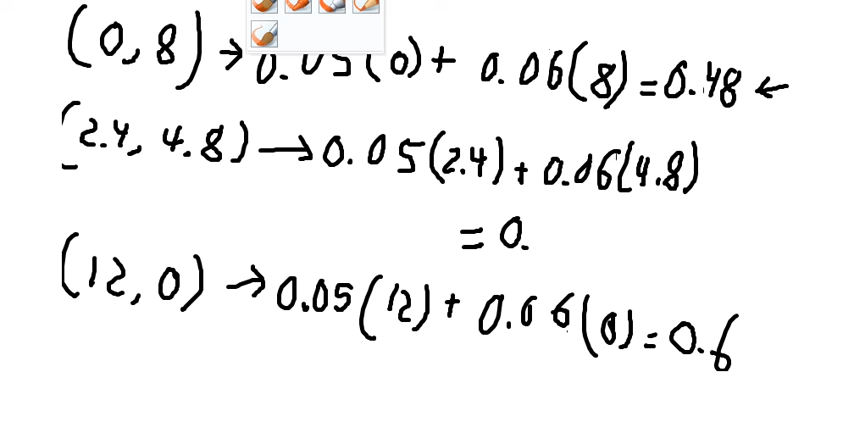 (0, 8) → 0.05(0) + 0.06(8) = 0.48 ←
(2.4, 4.8) → 0.05(2.4) + 0.06(4.8)
= 0.
(12, 0) → 0.05(12) + 0.06(0) = 0.6